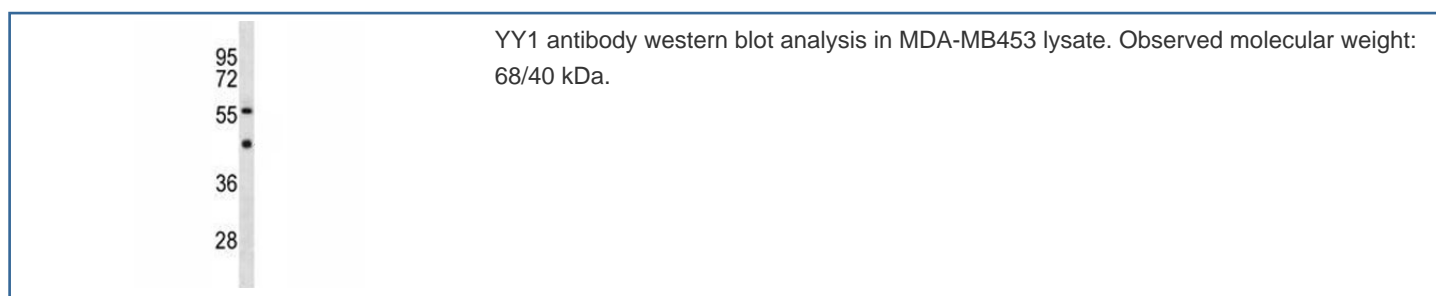 95
72
55
36
28
YY1 antibody western blot analysis in MDA-MB453 lysate. Observed molecular weight:
68/40 kDa.